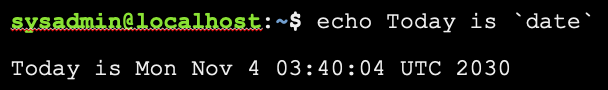 sysadmin@localhost:~$ echo Today is `date`
Today is Mon Nov 4 03:40:04 UTC 2030